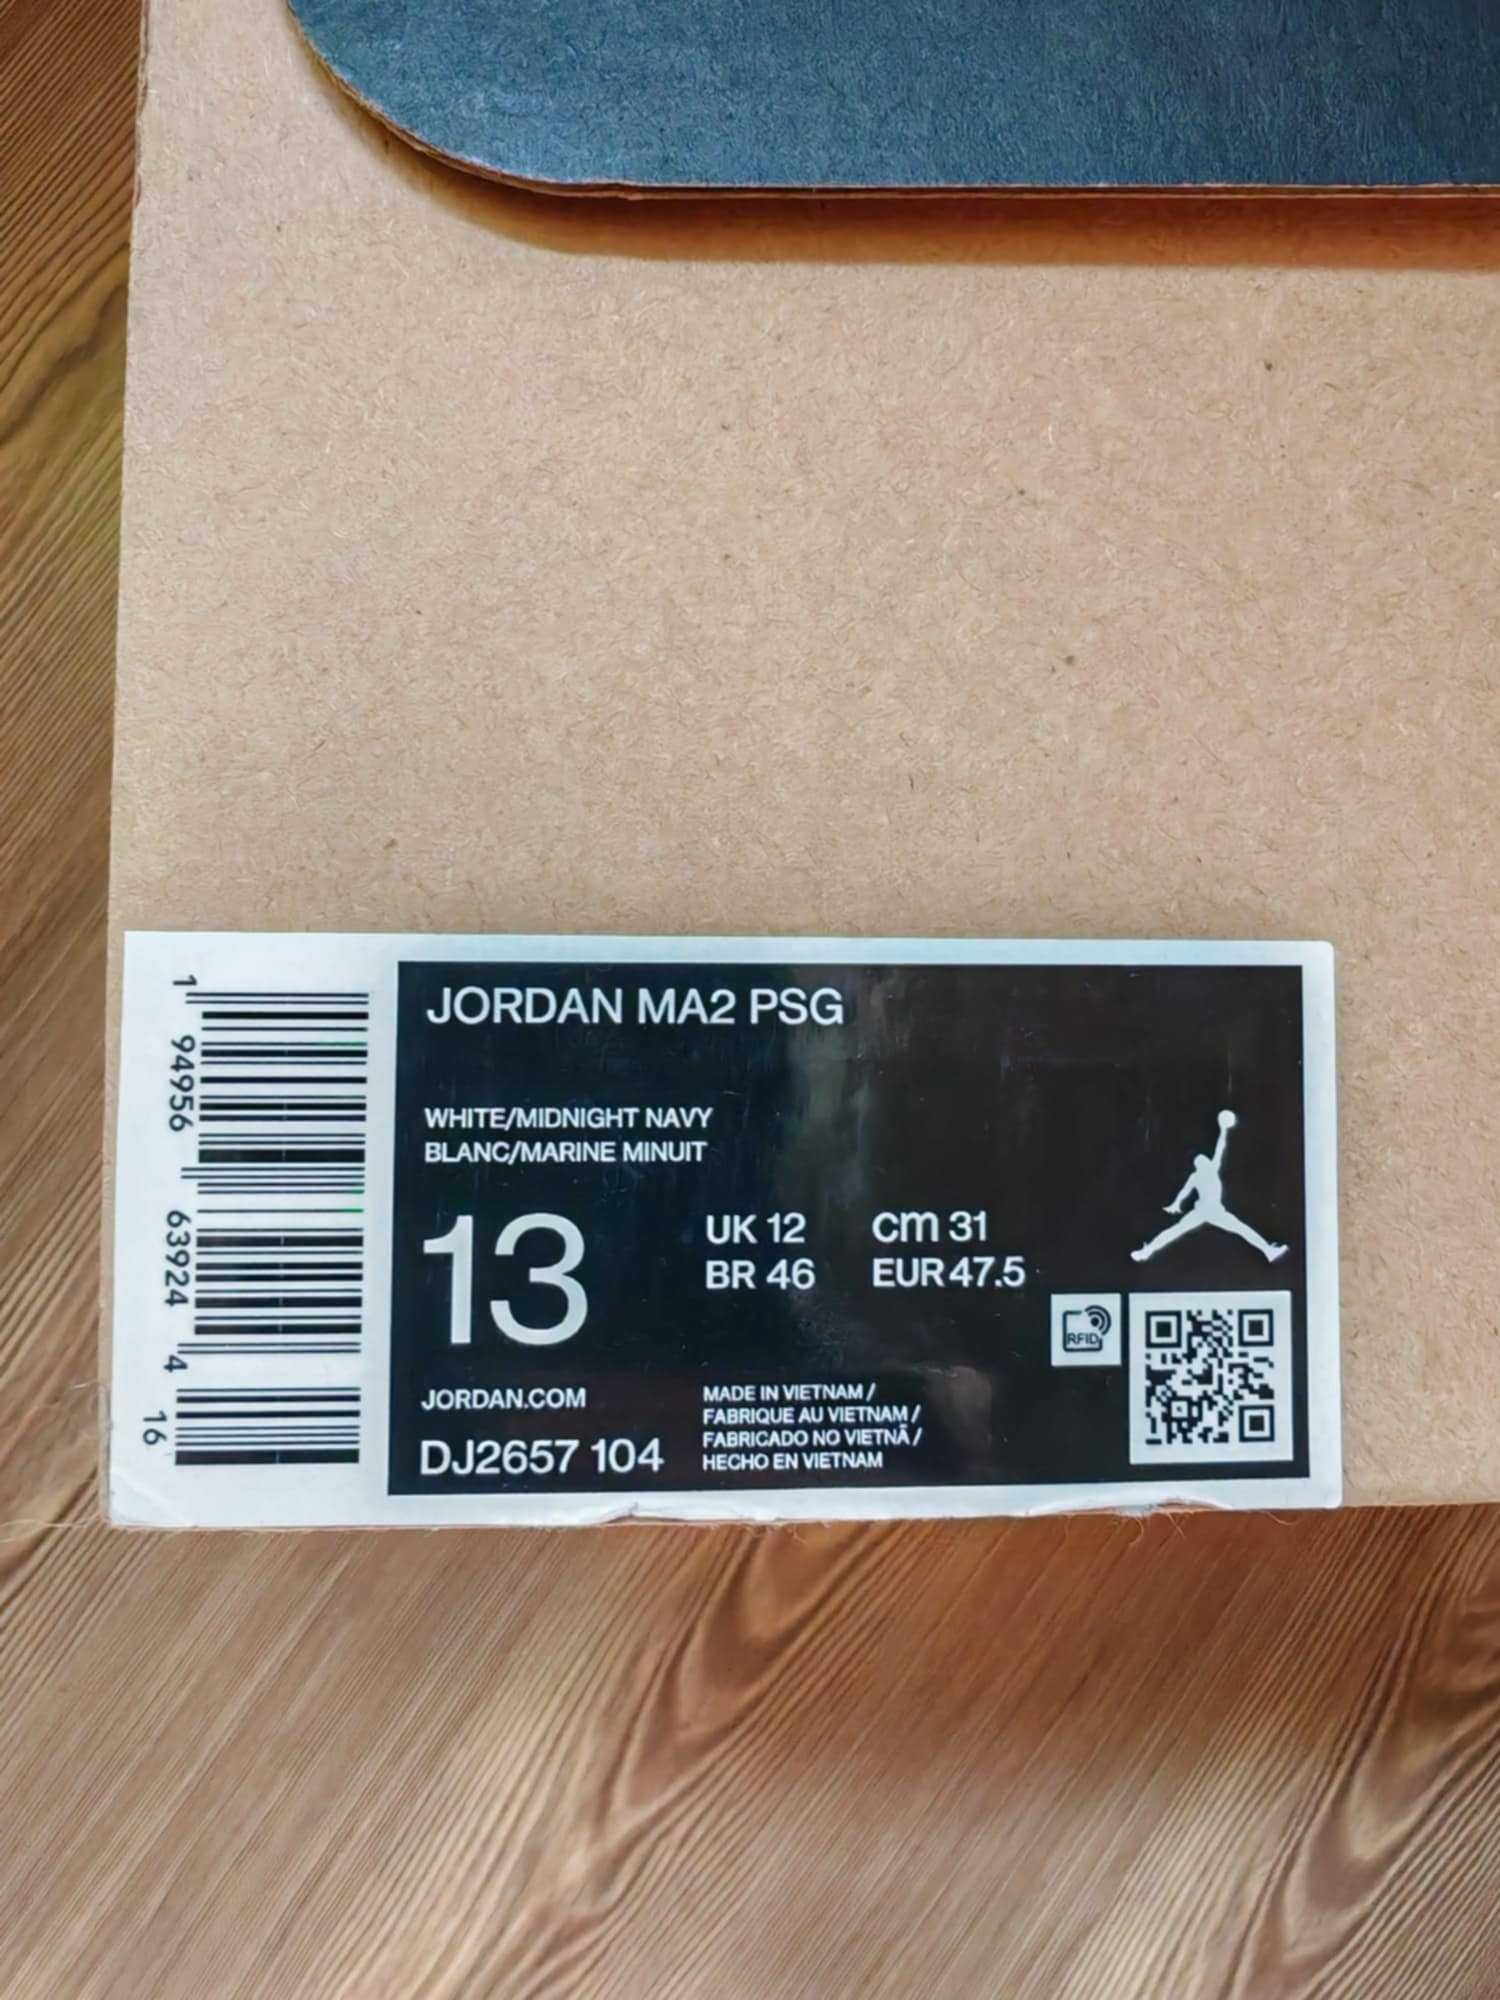 JORDAN MA2 PSG
WHITE/MIDNIGHT NAVY
BLANC/MARINE MINUIT
13
UK 12
CM 31
BR 46
EUR 47.5
RFID
JORDAN.COM
DJ2657 104
MADE IN VIETNAM /
FABRIQUE AU VIETNAM /
FABRICADO NO VIETNÃ /
HECHO EN VIETNAM
1 94956 63924 4
16